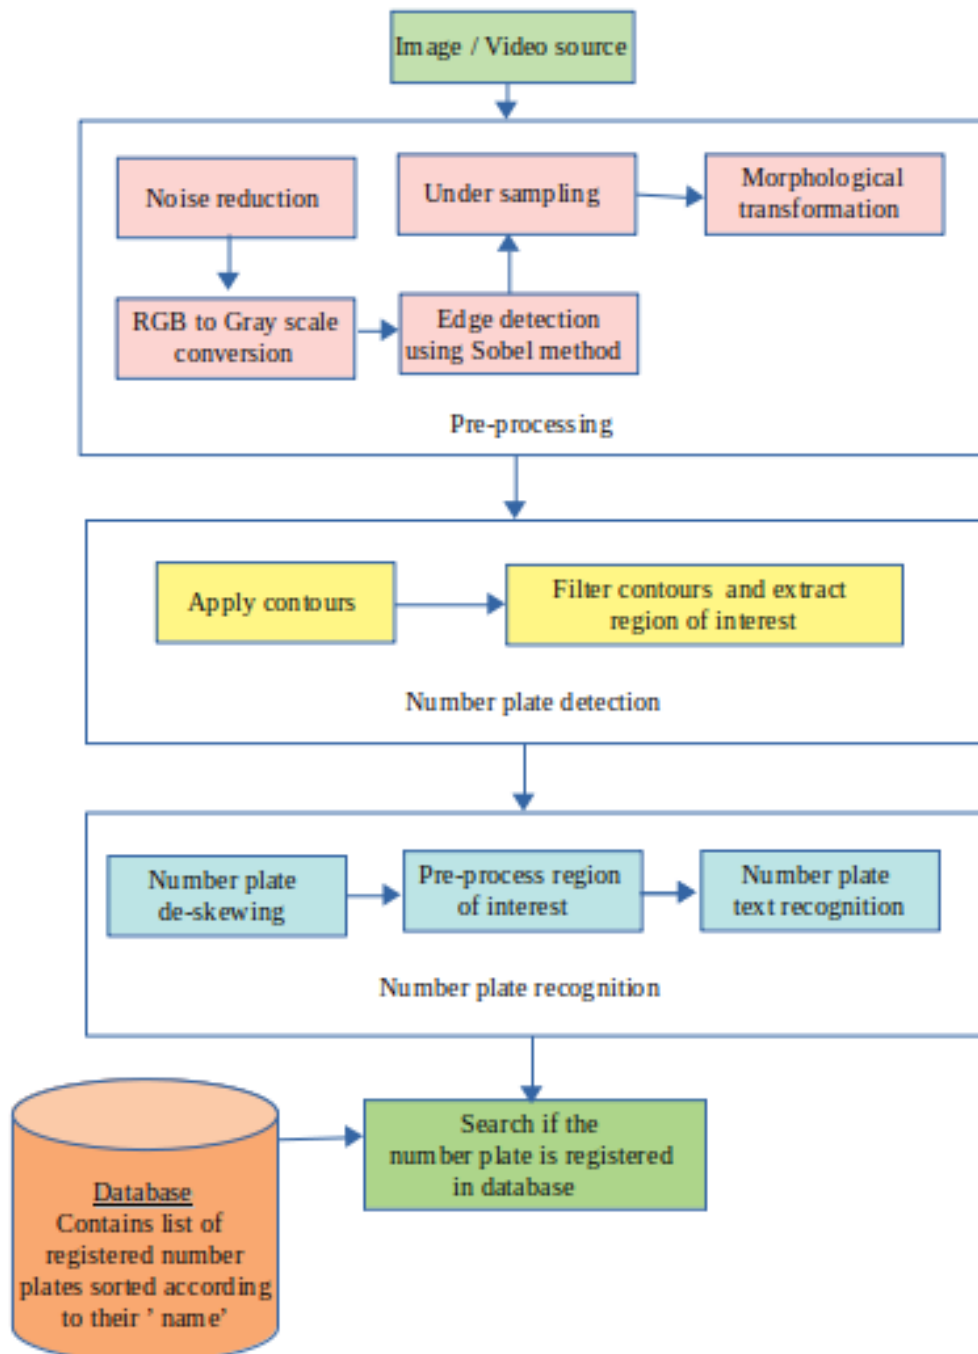 Image / Video source
Noise reduction
Under sampling
Morphological
transformation
RGB to Gray scale
conversion
Edge detection
using Sobel method
Pre-processing
Apply contours
Filter contours and extract
region of interest
Number plate detection
Number plate
de-skewing
Pre-process region
of interest
Number plate
text recognition
Number plate recognition
Search if the
number plate is registered
in database
Database
Contains list of
registered number
plates sorted according
to their ’ name’